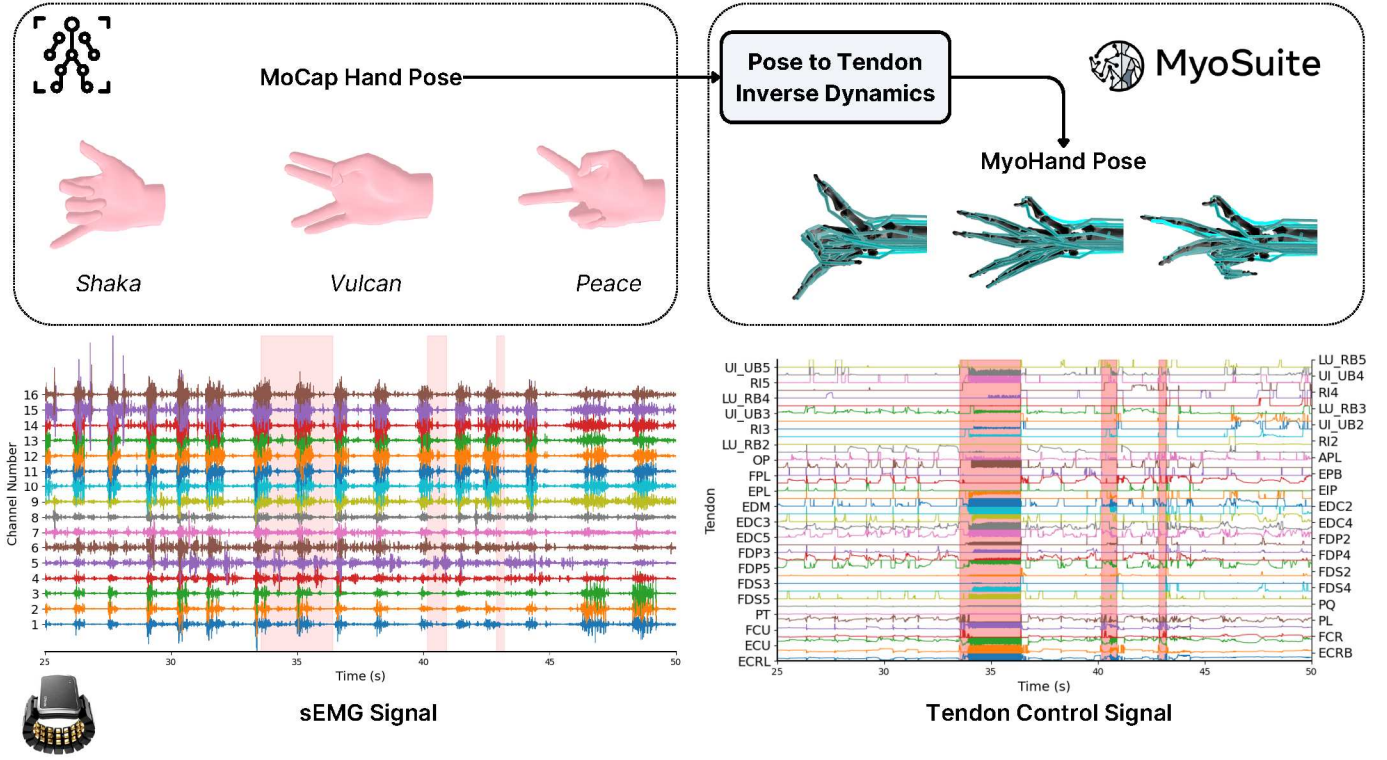 MoCap Hand Pose
Pose to Tendon
Inverse Dynamics
MyoSuite
MyoHand Pose
Shaka
Vulcan
Peace
Channel Number
16
15
14
13
12
11
10
9
8
7
6
5
4
3
2
1
25
30
35
40
45
50
Time (s)
sEMG Signal
Tendon
UI_UB5
RI5
LU_RB4
UI_UB3
RI3
LU_RB2
OP
FPL
EPL
EDM
EDC3
EDC5
FDP3
FDP5
FDS3
FDS5
PT
FCU
ECU
ECRL
LU_RB5
UI_UB4
RI4
LU_RB3
UI_UB2
RI2
APL
EPB
EIP
EDC2
EDC4
FDP2
FDP4
FDS2
FDS4
PQ
PL
FCR
ECRB
25
30
35
40
45
50
Time (s)
Tendon Control Signal